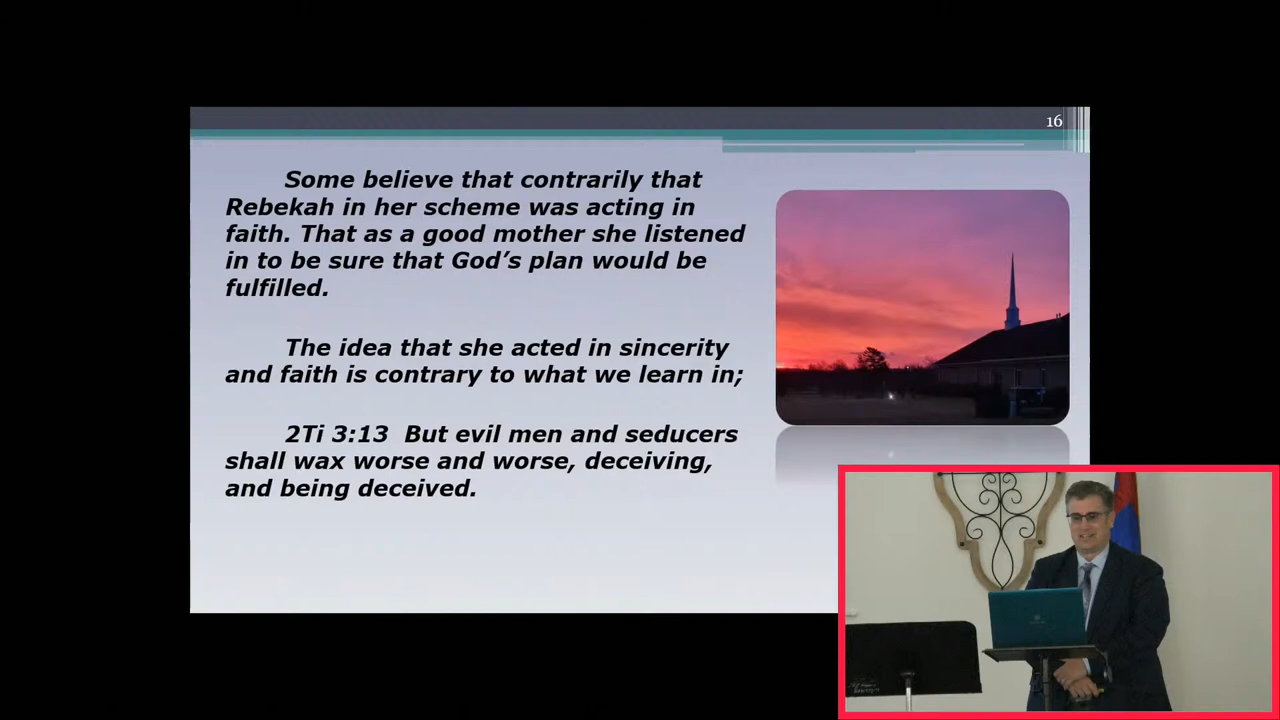 16
Some believe that contrarily that
Rebekah in her scheme was acting in
faith. That as a good mother she listened
in to be sure that God’s plan would be
fulfilled.
The idea that she acted in sincerity
and faith is contrary to what we learn in;
2Ti 3:13 But evil men and seducers
shall wax worse and worse, deceiving,
and being deceived.